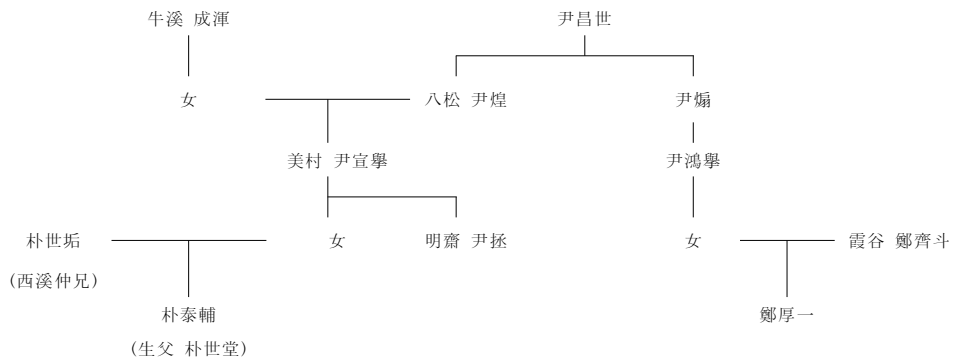 牛溪 成渾
尹昌世
女
八松 尹煌
尹煽
美村 尹宣擧
尹鴻擧
朴世垢
女
明齋 尹拯
女
霞谷 鄭齊斗
(西溪仲兄)
朴泰輔
鄭厚一
(生父 朴世堂)